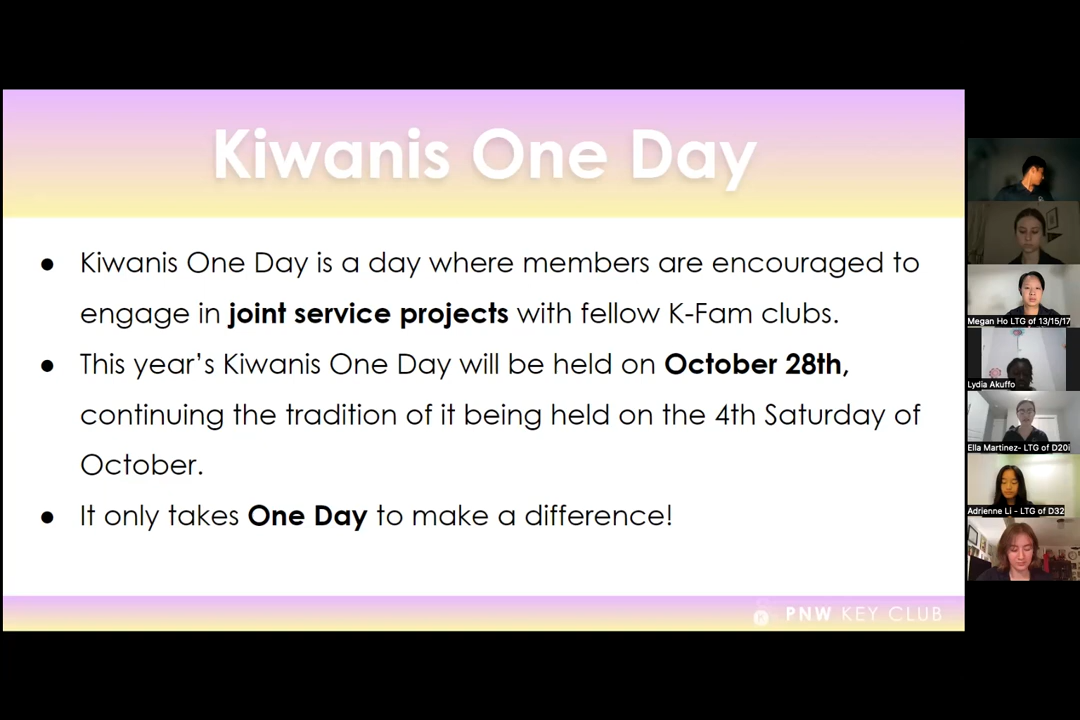 Kiwanis One Day
● Kiwanis One Day is a day where members are encouraged to
engage in joint service projects with fellow K-Fam clubs.
● This year’s Kiwanis One Day will be held on October 28th,
continuing the tradition of it being held on the 4th Saturday of
October.
● It only takes One Day to make a difference!
PNW KEY CLUB
Megan Ho LTG of 13/15/17
Lydia Akuffo
Ella Martinez- LTG of D20i
Adrienne Li - LTG of D32